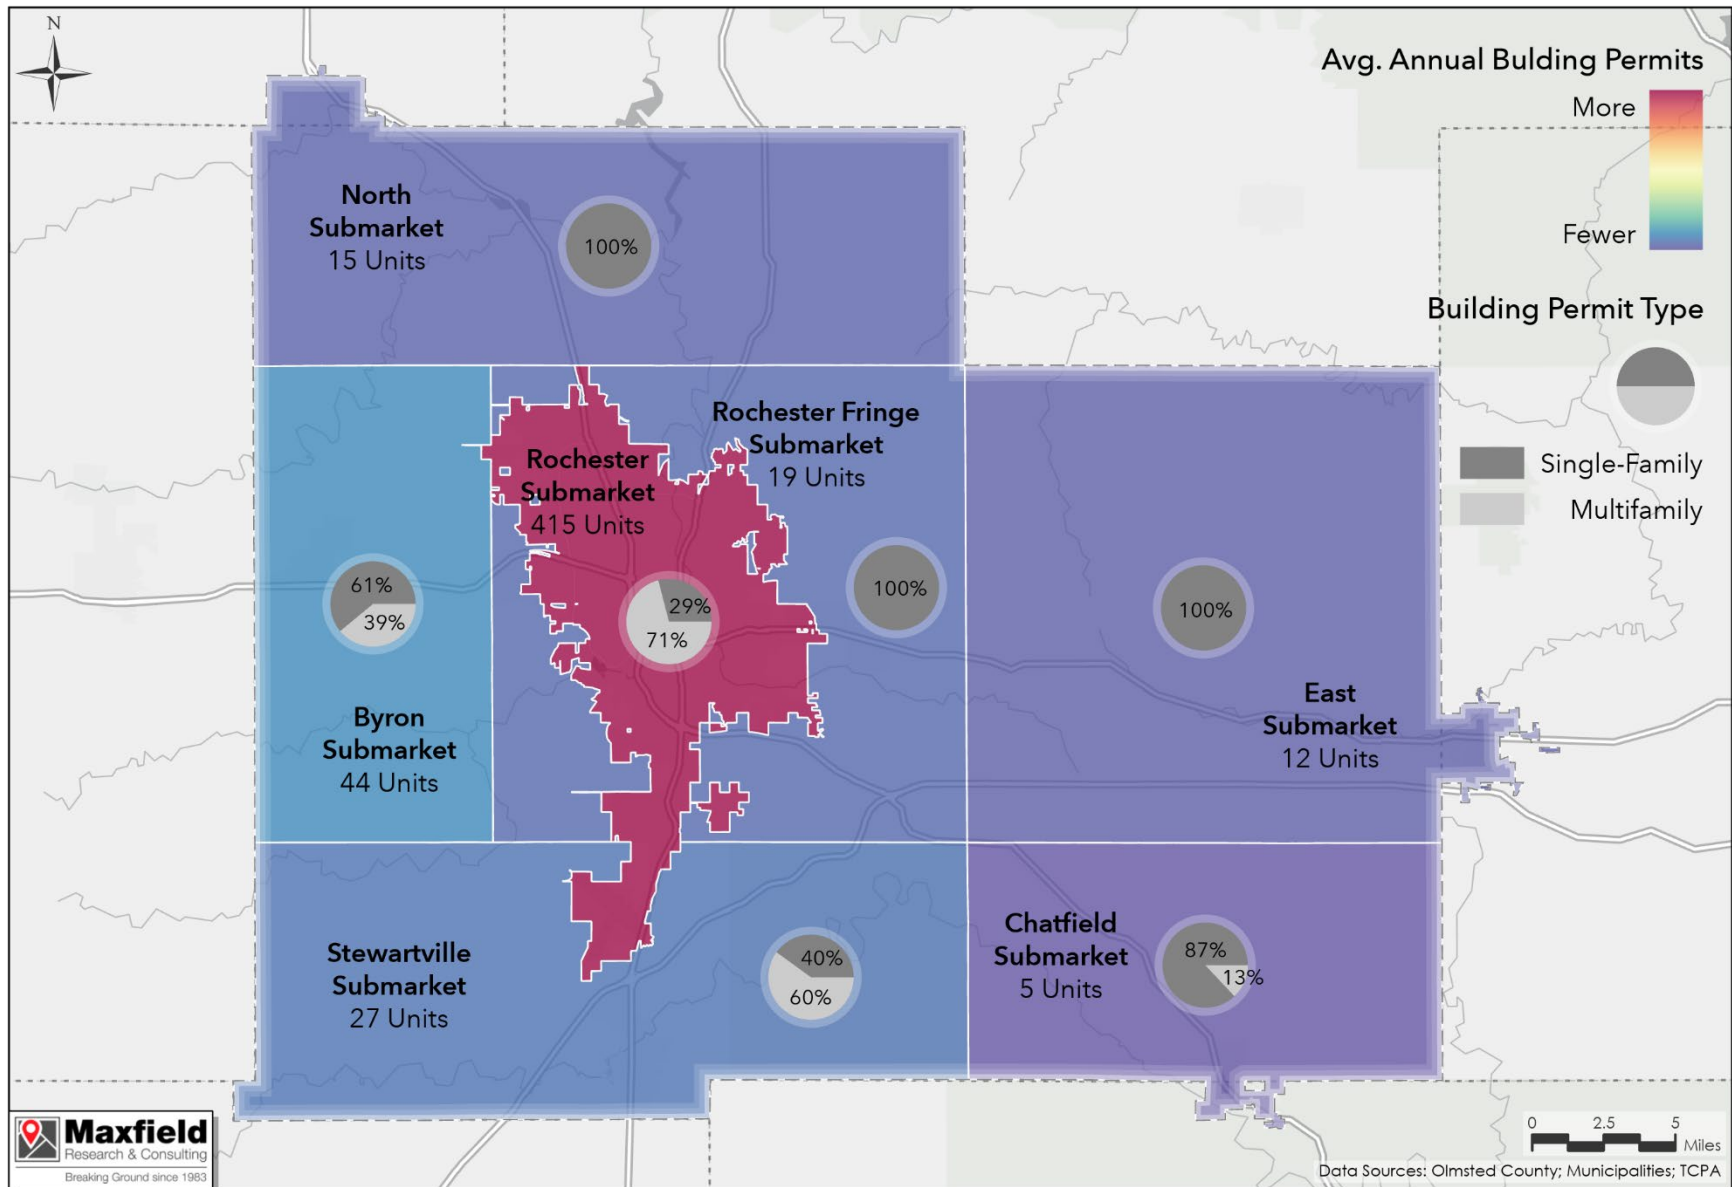 N
Avg. Annual Bulding Permits
More
Fewer
Building Permit Type
Single-Family
Multifamily
North
Submarket
15 Units
100%
Rochester Fringe
Submarket
19 Units
100%
Rochester
Submarket
415 Units
29%
71%
61%
39%
Byron
Submarket
44 Units
100%
East
Submarket
12 Units
Stewartville
Submarket
27 Units
40%
60%
Chatfield
Submarket
5 Units
87%
13%
Maxfield
Research & Consulting
Breaking Ground since 1983
0 2.5 5
Miles
Data Sources: Olmsted County; Municipalities; TCPA